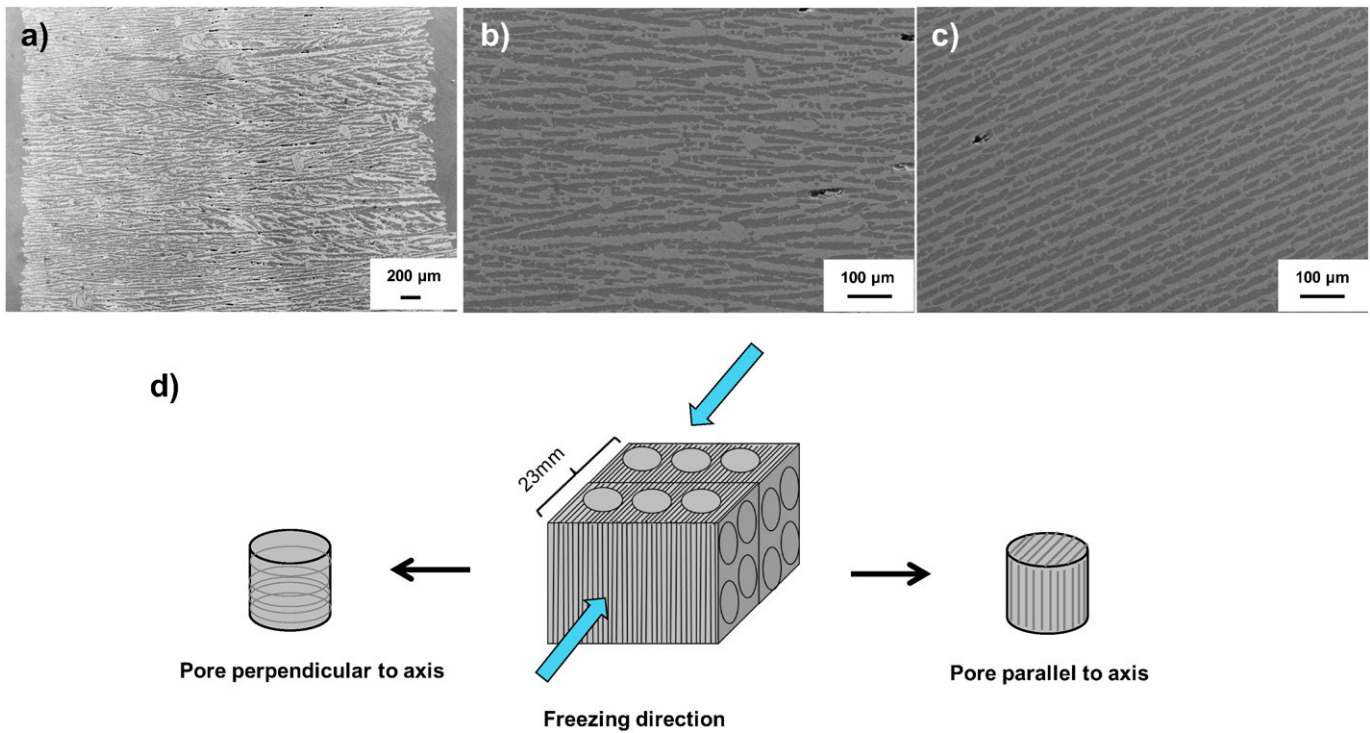 a)
b)
c)
200 µm
100 µm
100 µm
d)
23mm
Pore perpendicular to axis
Pore parallel to axis
Freezing direction